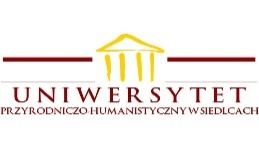 UNIWERSYTET
PRZYRODNICZO-HUMANISTYCZNY W SIEDLCACH